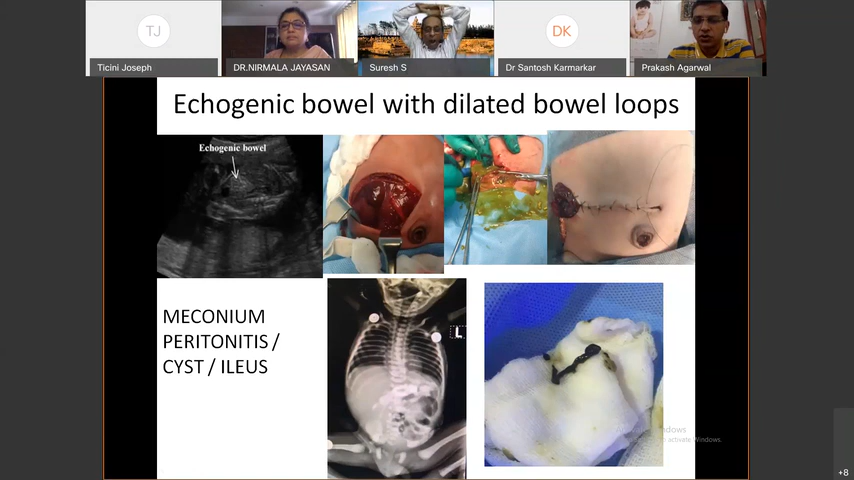 TJ
DK
Ticini Joseph
DR.NIRMALA JAYASAN
Suresh S
Dr Santosh Karmarkar
Prakash Agarwal
Echogenic bowel with dilated bowel loops
Echogenic bowel
MECONIUM
PERITONITIS /
CYST / ILEUS
L
activate Windows.
+8